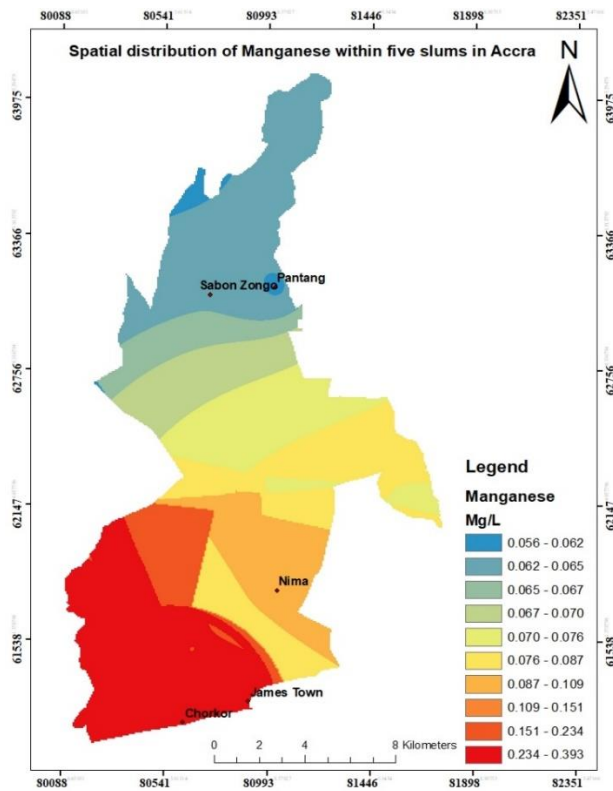 80088 80541 80993 81446 81898 82351
Spatial distribution of Manganese within five slums in Accra
N
63975 63975
63366 63366
Pantang
Sabon Zongo
62756 62756
Legend
Manganese
62147 62147
Mg/L
0.056 - 0.062
0.062 - 0.065
0.065 - 0.067
Nima
0.067 - 0.070
0.070 - 0.076
61538 61538
0.076 - 0.087
0.087 - 0.109
James Town
0.109 - 0.151
Chorkor
0.151 - 0.234
0 2 4 8 Kilometers
0.234 - 0.393
80088 80541 80993 81446 81898 82351